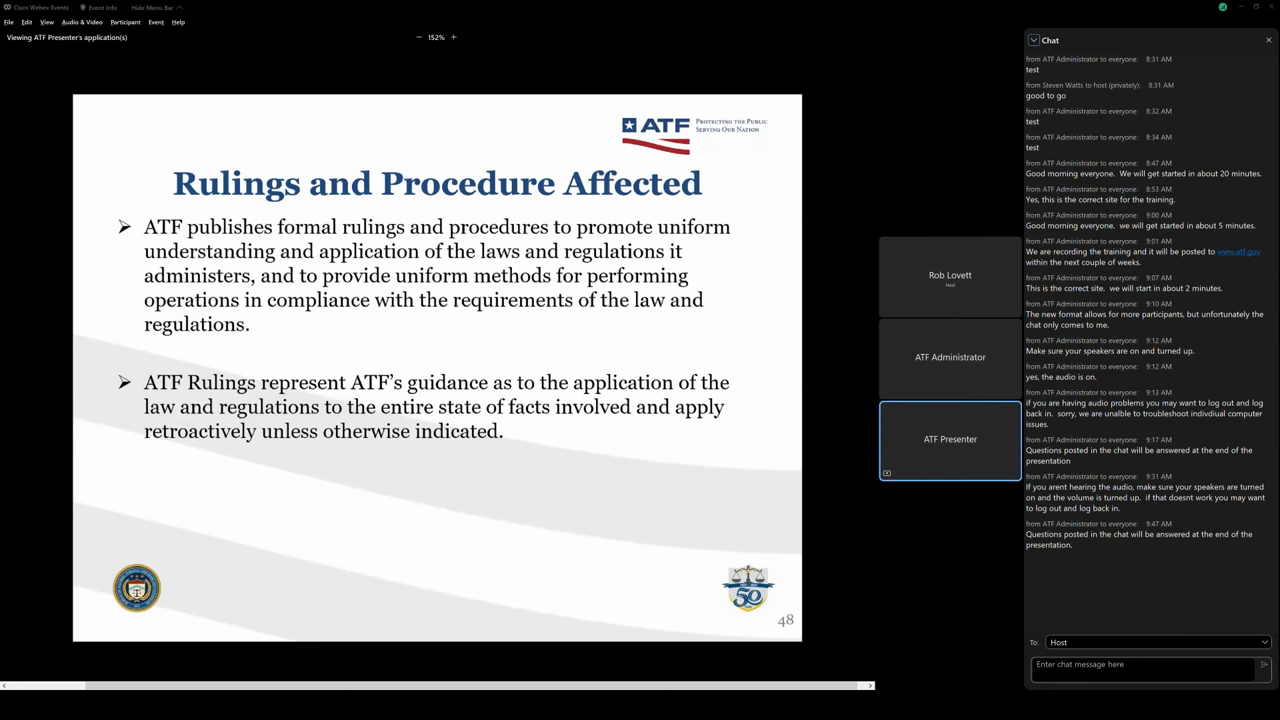 Cisco Webex Events
Event Info
Hide Menu Bar
File Edit View Audio & Video Participant Event Help
Viewing ATF Presenter's application(s)
152%
ATF
PROTECTING THE PUBLIC
SERVING OUR NATION
Rulings and Procedure Affected
ATF publishes formal rulings and procedures to promote uniform
understanding and application of the laws and regulations it
administers, and to provide uniform methods for performing
operations in compliance with the requirements of the law and
regulations.
ATF Rulings represent ATF's guidance as to the application of the
law and regulations to the entire state of facts involved and apply
retroactively unless otherwise indicated.
50
48
Rob Lovett
Host
ATF Administrator
ATF Presenter
Chat
from ATF Administrator to everyone: 8:31 AM
test
from Steven Watts to host (privately): 8:31 AM
good to go
from ATF Administrator to everyone: 8:32 AM
test
from ATF Administrator to everyone: 8:34 AM
test
from ATF Administrator to everyone: 8:47 AM
Good morning everyone. We will get started in about 20 minutes.
from ATF Administrator to everyone: 8:53 AM
Yes, this is the correct site for the training.
from ATF Administrator to everyone: 9:00 AM
Good morning everyone. we will get started in about 5 minutes.
from ATF Administrator to everyone: 9:01 AM
We are recording the training and it will be posted to www.atf.gov
within the next couple of weeks.
from ATF Administrator to everyone: 9:07 AM
This is the correct site. we will start in about 2 minutes.
from ATF Administrator to everyone: 9:10 AM
The new format allows for more participants, but unfortunately the
chat only comes to me.
from ATF Administrator to everyone: 9:12 AM
Make sure your speakers are on and turned up.
from ATF Administrator to everyone: 9:12 AM
yes, the audio is on.
from ATF Administrator to everyone: 9:13 AM
if you are having audio problems you may want to log out and log
back in. sorry, we are unable to troubleshoot indivdiual computer
issues.
from ATF Administrator to everyone: 9:17 AM
Questions posted in the chat will be answered at the end of the
presentation
from ATF Administrator to everyone: 9:31 AM
If you arent hearing the audio, make sure your speakers are turned
on and the volume is turned up. if that doesnt work you may want
to log out and log back in.
from ATF Administrator to everyone: 9:47 AM
Questions posted in the chat will be answered at the end of the
presentation.
To: Host
Enter chat message here